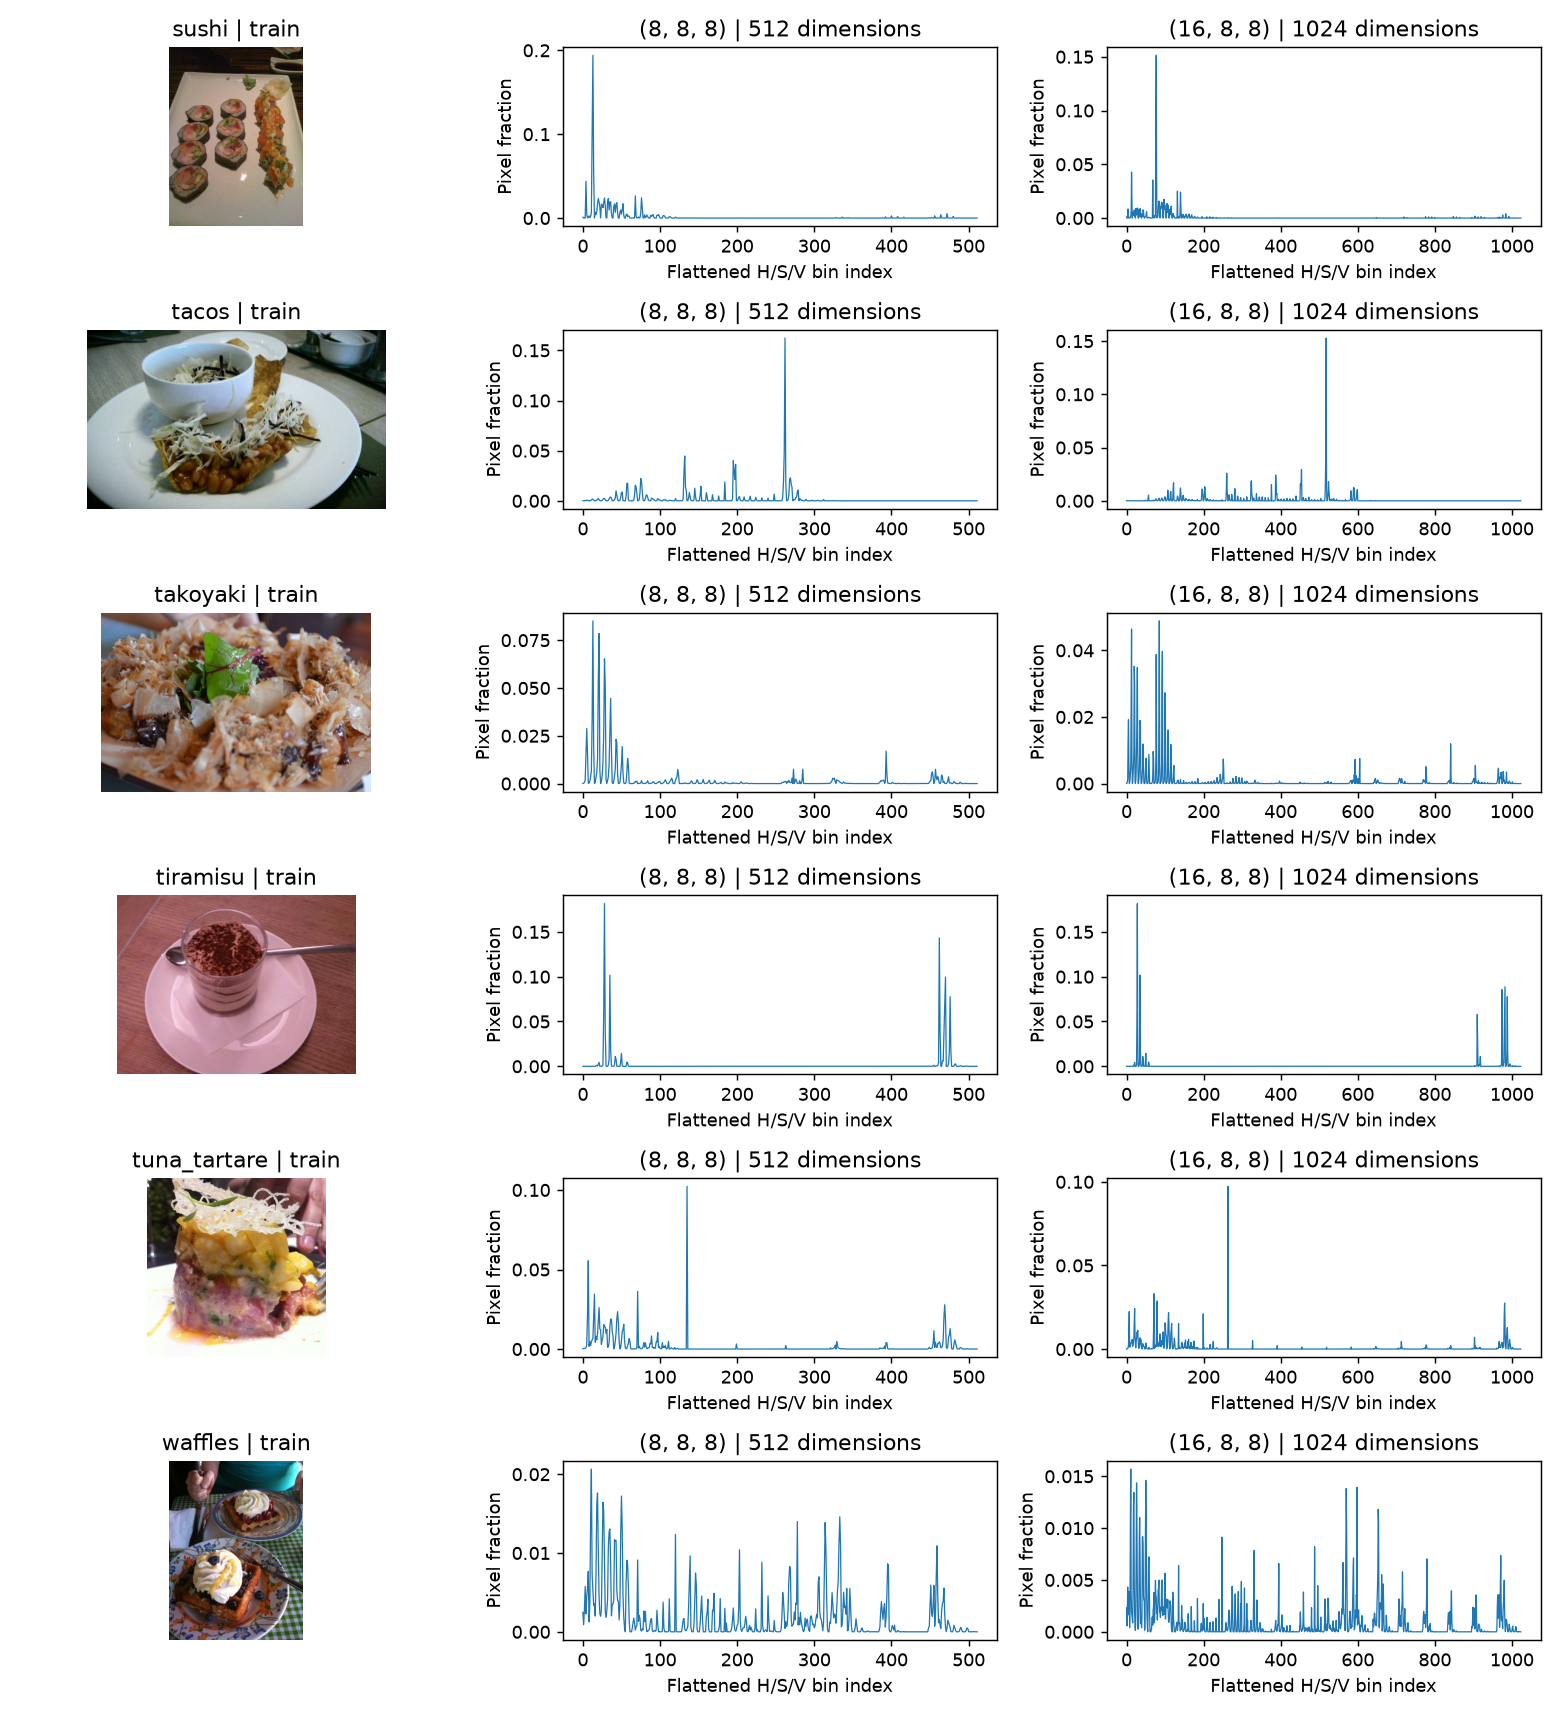 sushi | train
(8, 8, 8) | 512 dimensions
(16, 8, 8) | 1024 dimensions
Pixel fraction
0.2
0.1
0.0
0 100 200 300 400 500
Flattened H/S/V bin index
Pixel fraction
0.15
0.10
0.05
0.00
0 200 400 600 800 1000
Flattened H/S/V bin index
tacos | train
(8, 8, 8) | 512 dimensions
(16, 8, 8) | 1024 dimensions
Pixel fraction
0.15
0.10
0.05
0.00
0 100 200 300 400 500
Flattened H/S/V bin index
Pixel fraction
0.15
0.10
0.05
0.00
0 200 400 600 800 1000
Flattened H/S/V bin index
takoyaki | train
(8, 8, 8) | 512 dimensions
(16, 8, 8) | 1024 dimensions
Pixel fraction
0.075
0.050
0.025
0.000
0 100 200 300 400 500
Flattened H/S/V bin index
Pixel fraction
0.04
0.02
0.00
0 200 400 600 800 1000
Flattened H/S/V bin index
tiramisu | train
(8, 8, 8) | 512 dimensions
(16, 8, 8) | 1024 dimensions
Pixel fraction
0.15
0.10
0.05
0.00
0 100 200 300 400 500
Flattened H/S/V bin index
Pixel fraction
0.15
0.10
0.05
0.00
0 200 400 600 800 1000
Flattened H/S/V bin index
tuna_tartare | train
(8, 8, 8) | 512 dimensions
(16, 8, 8) | 1024 dimensions
Pixel fraction
0.10
0.05
0.00
0 100 200 300 400 500
Flattened H/S/V bin index
Pixel fraction
0.10
0.05
0.00
0 200 400 600 800 1000
Flattened H/S/V bin index
waffles | train
(8, 8, 8) | 512 dimensions
(16, 8, 8) | 1024 dimensions
Pixel fraction
0.02
0.01
0.00
0 100 200 300 400 500
Flattened H/S/V bin index
Pixel fraction
0.015
0.010
0.005
0.000
0 200 400 600 800 1000
Flattened H/S/V bin index